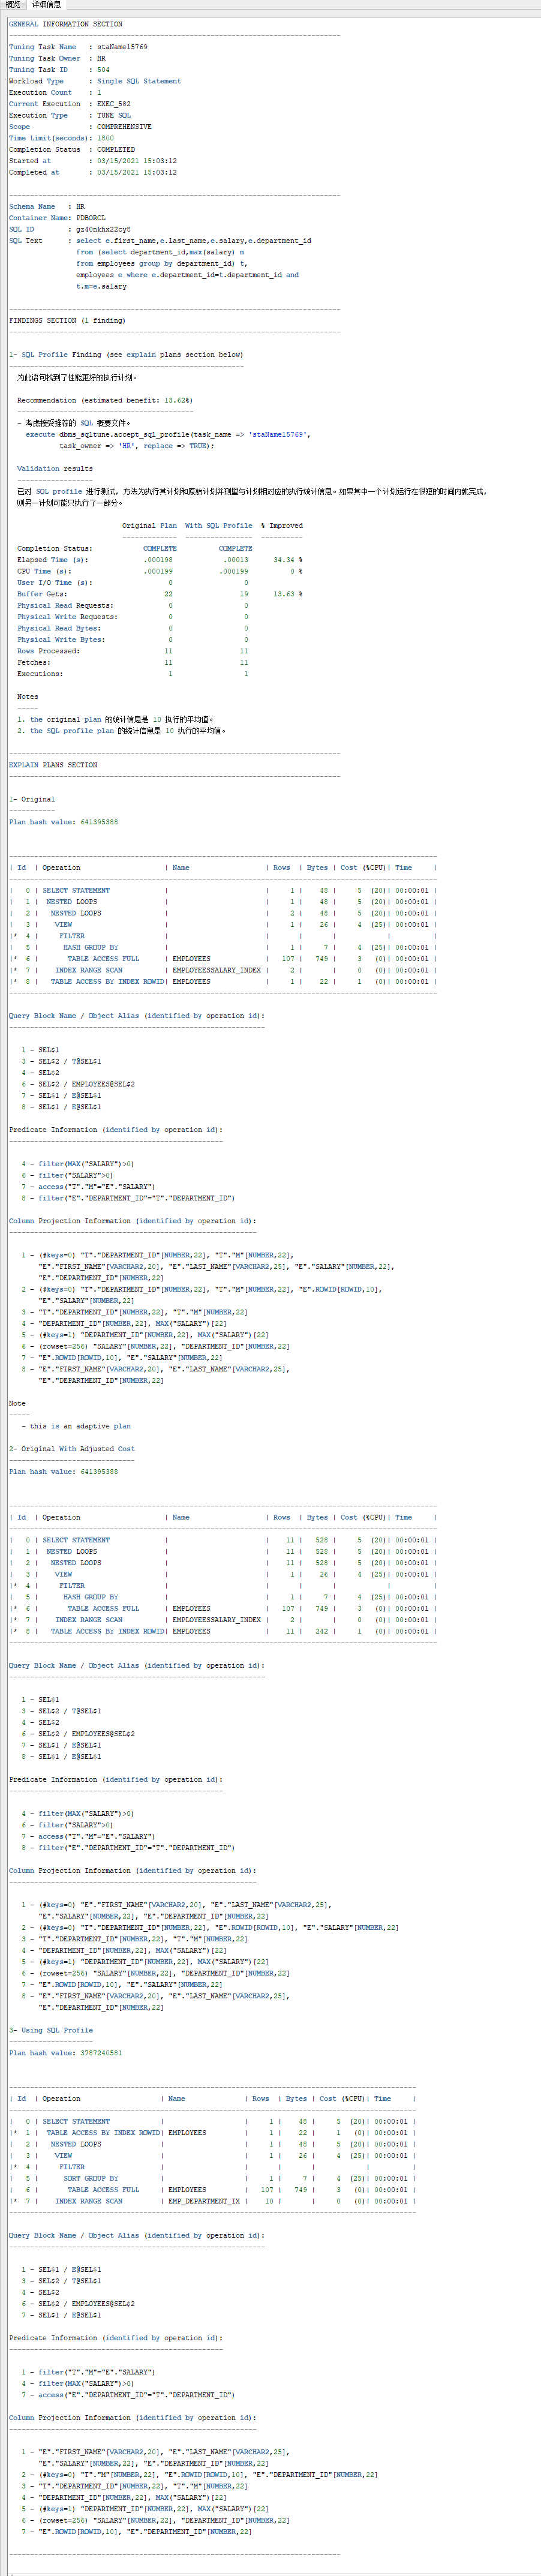 概览 详细信息
GENERAL INFORMATION SECTION
-------------------------------------------------------------------------------
Tuning Task Name   : staName15769
Tuning Task Owner  : HR
Tuning Task ID     : 504
Workload Type      : Single SQL Statement
Execution Count    : 1
Current Execution  : EXEC_582
Execution Type     : TUNE SQL
Scope              : COMPREHENSIVE
Time Limit(seconds): 1800
Completion Status  : COMPLETED
Started at         : 03/15/2021 15:03:12
Completed at       : 03/15/2021 15:03:12
-------------------------------------------------------------------------------
Schema Name   : HR
Container Name: PDBORCL
SQL ID        : gz40nkhx22cy8
SQL Text      : select e.first_name,e.last_name,e.salary,e.department_id
                from (select department_id,max(salary) m
                from employees group by department_id) t,
                employees e where e.department_id=t.department_id and
                t.m=e.salary
-------------------------------------------------------------------------------
FINDINGS SECTION (1 finding)
-------------------------------------------------------------------------------
1- SQL Profile Finding (see explain plans section below)
--------------------------------------------------------
  为此语句找到了性能更好的执行计划。
  Recommendation (estimated benefit: 13.62%)
  ------------------------------------------
  - 考虑接受推荐的 SQL 概要文件。
    execute dbms_sqltune.accept_sql_profile(task_name => 'staName15769',
            task_owner => 'HR', replace => TRUE);
  Validation results
  ------------------
  已对 SQL profile 进行测试, 方法为执行其计划和原始计划并测量与计划相对应的执行统计信息。如果其中一个计划运行在很短的时间内就完成,
  则另一计划可能只执行了一部分。
                           Original Plan  With SQL Profile  % Improved
                           -------------  ----------------  ----------
  Completion Status:            COMPLETE          COMPLETE
  Elapsed Time (s):             .000198           .00013      34.34 %
  CPU Time (s):                 .000199           .000199         0 %
  User I/O Time (s):                  0                 0
  Buffer Gets:                       22                19      13.63 %
  Physical Read Requests:             0                 0
  Physical Write Requests:            0                 0
  Physical Read Bytes:                0                 0
  Physical Write Bytes:               0                 0
  Rows Processed:                    11                11
  Fetches:                           11                11
  Executions:                         1                 1
  Notes
  -----
  1. the original plan 的统计信息是 10 执行的平均值。
  2. the SQL profile plan 的统计信息是 10 执行的平均值。
-------------------------------------------------------------------------------
EXPLAIN PLANS SECTION
-------------------------------------------------------------------------------
1- Original
-----------
Plan hash value: 641395388
------------------------------------------------------------------------------------------------------
| Id  | Operation                    | Name                  | Rows  | Bytes | Cost (%CPU)| Time     |
------------------------------------------------------------------------------------------------------
|   0 | SELECT STATEMENT             |                       |     1 |    48 |     5  (20)| 00:00:01 |
|   1 |  NESTED LOOPS                |                       |     1 |    48 |     5  (20)| 00:00:01 |
|   2 |   NESTED LOOPS               |                       |     2 |    48 |     5  (20)| 00:00:01 |
|   3 |    VIEW                      |                       |     1 |    26 |     4  (25)| 00:00:01 |
|*  4 |     FILTER                   |                       |       |       |            |          |
|   5 |      HASH GROUP BY           |                       |     1 |     7 |     4  (25)| 00:00:01 |
|*  6 |       TABLE ACCESS FULL      | EMPLOYEES             |   107 |   749 |     3   (0)| 00:00:01 |
|*  7 |    INDEX RANGE SCAN          | EMPLOYEESSALARY_INDEX |     2 |       |     0   (0)| 00:00:01 |
|*  8 |   TABLE ACCESS BY INDEX ROWID| EMPLOYEES             |     1 |    22 |     1   (0)| 00:00:01 |
------------------------------------------------------------------------------------------------------
Query Block Name / Object Alias (identified by operation id):
-------------------------------------------------------------
   1 - SEL$1
   3 - SEL$2 / T@SEL$1
   4 - SEL$2
   6 - SEL$2 / EMPLOYEES@SEL$2
   7 - SEL$1 / E@SEL$1
   8 - SEL$1 / E@SEL$1
Predicate Information (identified by operation id):
---------------------------------------------------
   4 - filter(MAX("SALARY")>0)
   6 - filter("SALARY">0)
   7 - access("T"."M"="E"."SALARY")
   8 - filter("E"."DEPARTMENT_ID"="T"."DEPARTMENT_ID")
Column Projection Information (identified by operation id):
-----------------------------------------------------------
   1 - (#keys=0) "T"."DEPARTMENT_ID"[NUMBER,22], "T"."M"[NUMBER,22],
       "E"."FIRST_NAME"[VARCHAR2,20], "E"."LAST_NAME"[VARCHAR2,25], "E"."SALARY"[NUMBER,22],
       "E"."DEPARTMENT_ID"[NUMBER,22]
   2 - (#keys=0) "T"."DEPARTMENT_ID"[NUMBER,22], "T"."M"[NUMBER,22], "E".ROWID[ROWID,10],
       "E"."SALARY"[NUMBER,22]
   3 - "T"."DEPARTMENT_ID"[NUMBER,22], "T"."M"[NUMBER,22]
   4 - "DEPARTMENT_ID"[NUMBER,22], MAX("SALARY")[22]
   5 - (#keys=1) "DEPARTMENT_ID"[NUMBER,22], MAX("SALARY")[22]
   6 - (rowset=256) "SALARY"[NUMBER,22], "DEPARTMENT_ID"[NUMBER,22]
   7 - "E".ROWID[ROWID,10], "E"."SALARY"[NUMBER,22]
   8 - "E"."FIRST_NAME"[VARCHAR2,20], "E"."LAST_NAME"[VARCHAR2,25],
       "E"."DEPARTMENT_ID"[NUMBER,22]
Note
-----
   - this is an adaptive plan
2- Original With Adjusted Cost
------------------------------
Plan hash value: 641395388
------------------------------------------------------------------------------------------------------
| Id  | Operation                    | Name                  | Rows  | Bytes | Cost (%CPU)| Time     |
------------------------------------------------------------------------------------------------------
|   0 | SELECT STATEMENT             |                       |    11 |   528 |     5  (20)| 00:00:01 |
|   1 |  NESTED LOOPS                |                       |    11 |   528 |     5  (20)| 00:00:01 |
|   2 |   NESTED LOOPS               |                       |    11 |   528 |     5  (20)| 00:00:01 |
|   3 |    VIEW                      |                       |     1 |    26 |     4  (25)| 00:00:01 |
|*  4 |     FILTER                   |                       |       |       |            |          |
|   5 |      HASH GROUP BY           |                       |     1 |     7 |     4  (25)| 00:00:01 |
|*  6 |       TABLE ACCESS FULL      | EMPLOYEES             |   107 |   749 |     3   (0)| 00:00:01 |
|*  7 |    INDEX RANGE SCAN          | EMPLOYEESSALARY_INDEX |     2 |       |     0   (0)| 00:00:01 |
|*  8 |   TABLE ACCESS BY INDEX ROWID| EMPLOYEES             |    11 |   242 |     1   (0)| 00:00:01 |
------------------------------------------------------------------------------------------------------
Query Block Name / Object Alias (identified by operation id):
-------------------------------------------------------------
   1 - SEL$1
   3 - SEL$2 / T@SEL$1
   4 - SEL$2
   6 - SEL$2 / EMPLOYEES@SEL$2
   7 - SEL$1 / E@SEL$1
   8 - SEL$1 / E@SEL$1
Predicate Information (identified by operation id):
---------------------------------------------------
   4 - filter(MAX("SALARY")>0)
   6 - filter("SALARY">0)
   7 - access("T"."M"="E"."SALARY")
   8 - filter("E"."DEPARTMENT_ID"="T"."DEPARTMENT_ID")
Column Projection Information (identified by operation id):
-----------------------------------------------------------
   1 - (#keys=0) "E"."FIRST_NAME"[VARCHAR2,20], "E"."LAST_NAME"[VARCHAR2,25],
       "E"."SALARY"[NUMBER,22], "E"."DEPARTMENT_ID"[NUMBER,22]
   2 - (#keys=0) "T"."DEPARTMENT_ID"[NUMBER,22], "E".ROWID[ROWID,10], "E"."SALARY"[NUMBER,22]
   3 - "T"."DEPARTMENT_ID"[NUMBER,22], "T"."M"[NUMBER,22]
   4 - "DEPARTMENT_ID"[NUMBER,22], MAX("SALARY")[22]
   5 - (#keys=1) "DEPARTMENT_ID"[NUMBER,22], MAX("SALARY")[22]
   6 - (rowset=256) "SALARY"[NUMBER,22], "DEPARTMENT_ID"[NUMBER,22]
   7 - "E".ROWID[ROWID,10], "E"."SALARY"[NUMBER,22]
   8 - "E"."FIRST_NAME"[VARCHAR2,20], "E"."LAST_NAME"[VARCHAR2,25],
       "E"."DEPARTMENT_ID"[NUMBER,22]
3- Using SQL Profile
--------------------
Plan hash value: 3787240581
-------------------------------------------------------------------------------------------------
| Id  | Operation                   | Name              | Rows  | Bytes | Cost (%CPU)| Time     |
-------------------------------------------------------------------------------------------------
|   0 | SELECT STATEMENT            |                   |     1 |    48 |     5  (20)| 00:00:01 |
|*  1 |  TABLE ACCESS BY INDEX ROWID| EMPLOYEES         |     1 |    22 |     1   (0)| 00:00:01 |
|   2 |   NESTED LOOPS              |                   |     1 |    48 |     5  (20)| 00:00:01 |
|   3 |    VIEW                     |                   |     1 |    26 |     4  (25)| 00:00:01 |
|*  4 |     FILTER                  |                   |       |       |            |          |
|   5 |      SORT GROUP BY          |                   |     1 |     7 |     4  (25)| 00:00:01 |
|   6 |       TABLE ACCESS FULL     | EMPLOYEES         |   107 |   749 |     3   (0)| 00:00:01 |
|*  7 |    INDEX RANGE SCAN         | EMP_DEPARTMENT_IX |    10 |       |     0   (0)| 00:00:01 |
-------------------------------------------------------------------------------------------------
Query Block Name / Object Alias (identified by operation id):
-------------------------------------------------------------
   1 - SEL$1 / E@SEL$1
   3 - SEL$2 / T@SEL$1
   4 - SEL$2
   6 - SEL$2 / EMPLOYEES@SEL$2
   7 - SEL$1 / E@SEL$1
Predicate Information (identified by operation id):
---------------------------------------------------
   1 - filter("T"."M"="E"."SALARY")
   4 - filter(MAX("SALARY")>0)
   7 - access("E"."DEPARTMENT_ID"="T"."DEPARTMENT_ID")
Column Projection Information (identified by operation id):
-----------------------------------------------------------
   1 - "E"."FIRST_NAME"[VARCHAR2,20], "E"."LAST_NAME"[VARCHAR2,25],
       "E"."SALARY"[NUMBER,22], "E"."DEPARTMENT_ID"[NUMBER,22]
   2 - (#keys=0) "T"."M"[NUMBER,22], "E".ROWID[ROWID,10], "E"."DEPARTMENT_ID"[NUMBER,22]
   3 - "T"."DEPARTMENT_ID"[NUMBER,22], "T"."M"[NUMBER,22]
   4 - "DEPARTMENT_ID"[NUMBER,22], MAX("SALARY")[22]
   5 - (#keys=1) "DEPARTMENT_ID"[NUMBER,22], MAX("SALARY")[22]
   6 - (rowset=256) "SALARY"[NUMBER,22], "DEPARTMENT_ID"[NUMBER,22]
   7 - "E".ROWID[ROWID,10], "E"."DEPARTMENT_ID"[NUMBER,22]
-------------------------------------------------------------------------------